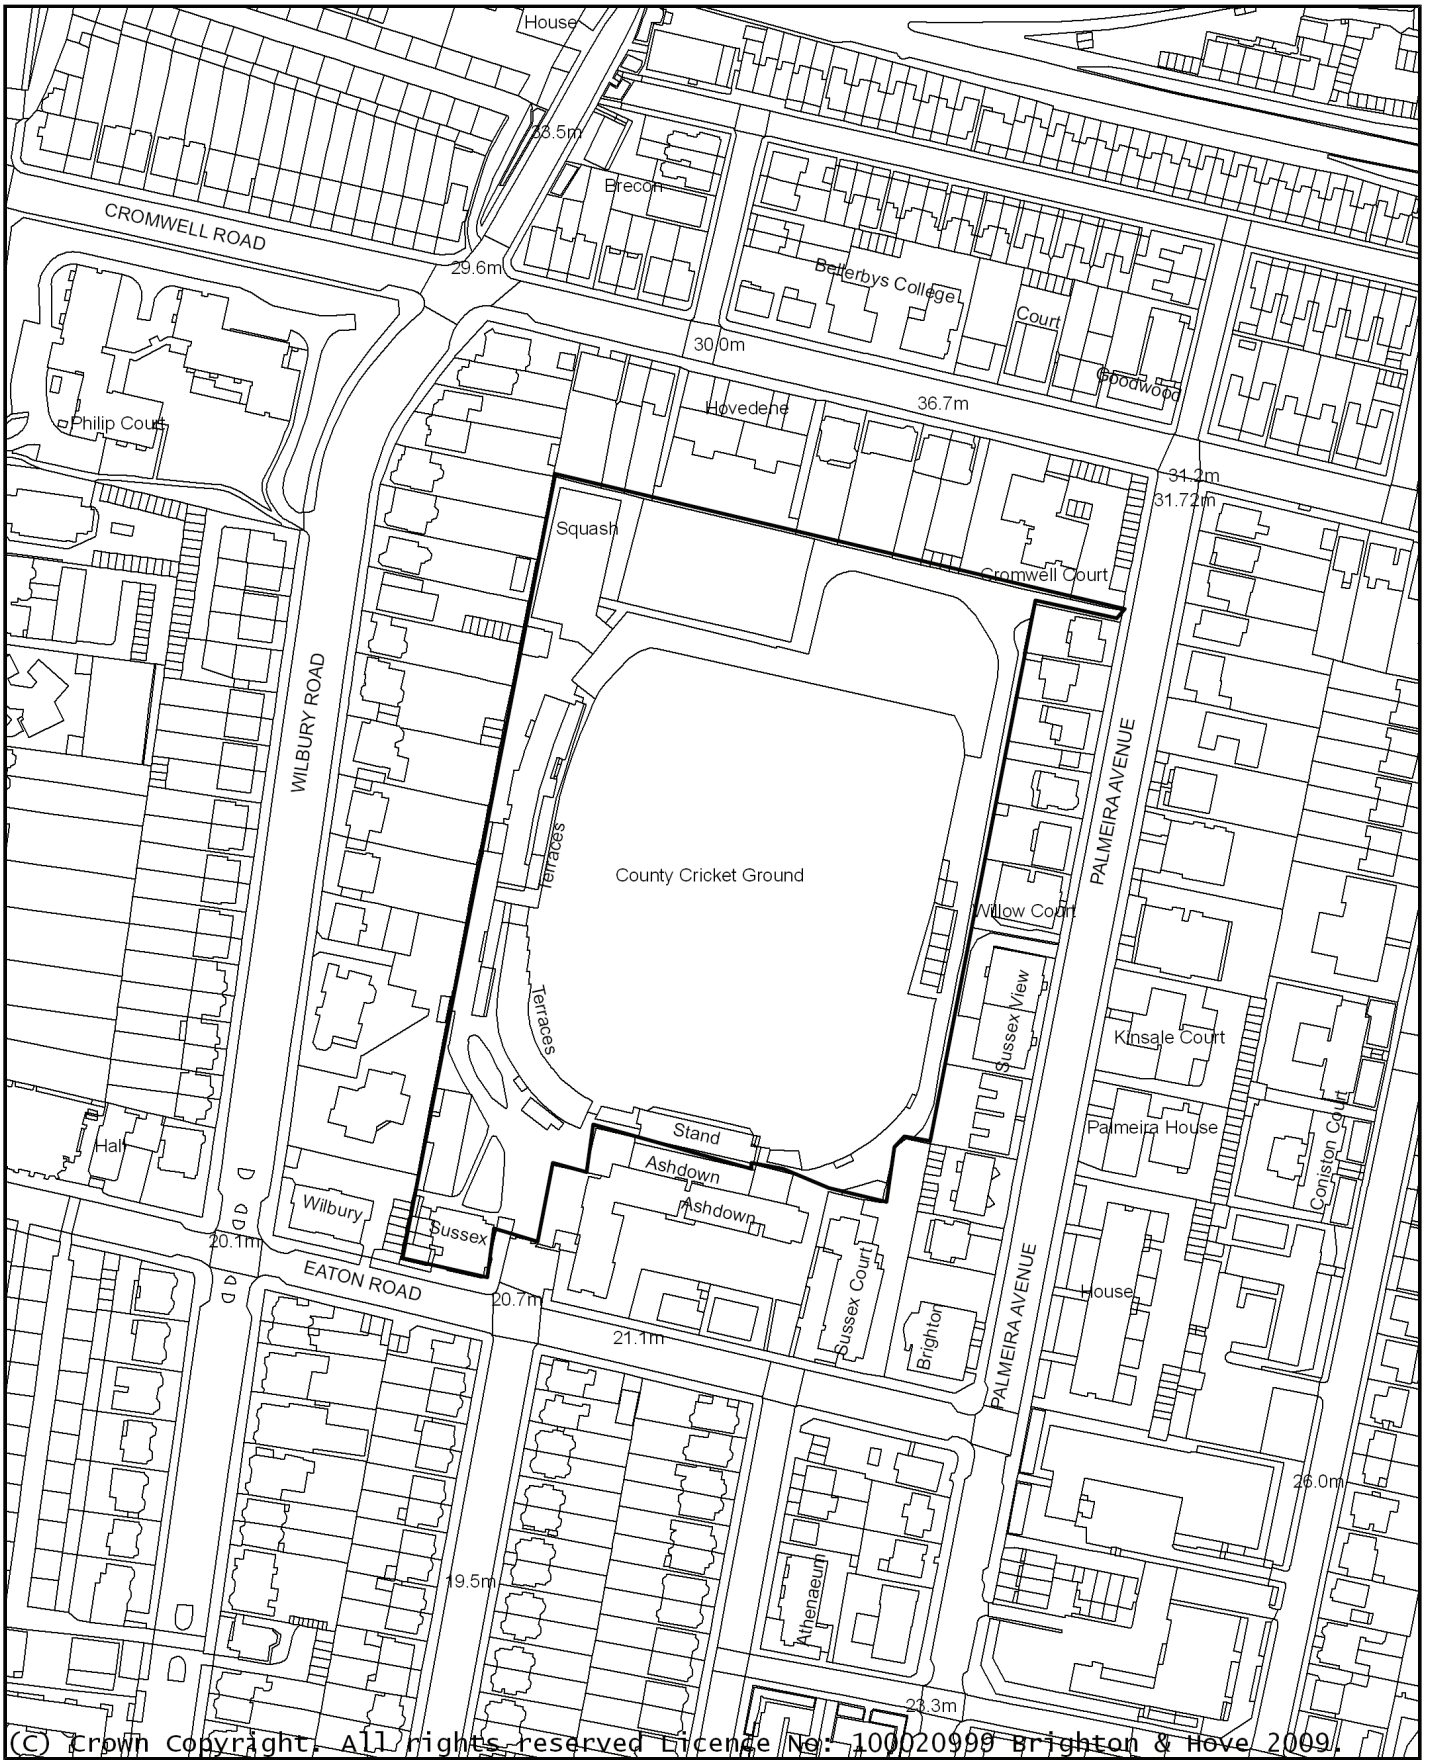 House
33.5m
Brecon
CROMWELL ROAD
29.6m
Bellerbys College
Court
30.0m
Goodwood
36.7m
Hovedene
Philip Court
31.2m
31.72m
Squash
Cromwell Court
WILBURY ROAD
PALMEIRA AVENUE
Terraces
County Cricket Ground
Willow Court
Sussex View
Terraces
Kinsale Court
Stand
Palmeira House
Hall
Coniston Court
Ashdown
Ashdown
Wilbury
Sussex
20.1m
EATON ROAD
20.7m
Sussex Court
House
PALMEIRA AVENUE
Brighton
21.1m
26.0m
19.5m
Athenaeum
23.3m
(C) Crown Copyright. All rights reserved Licence No: 100020999 Brighton & Hove 2009.